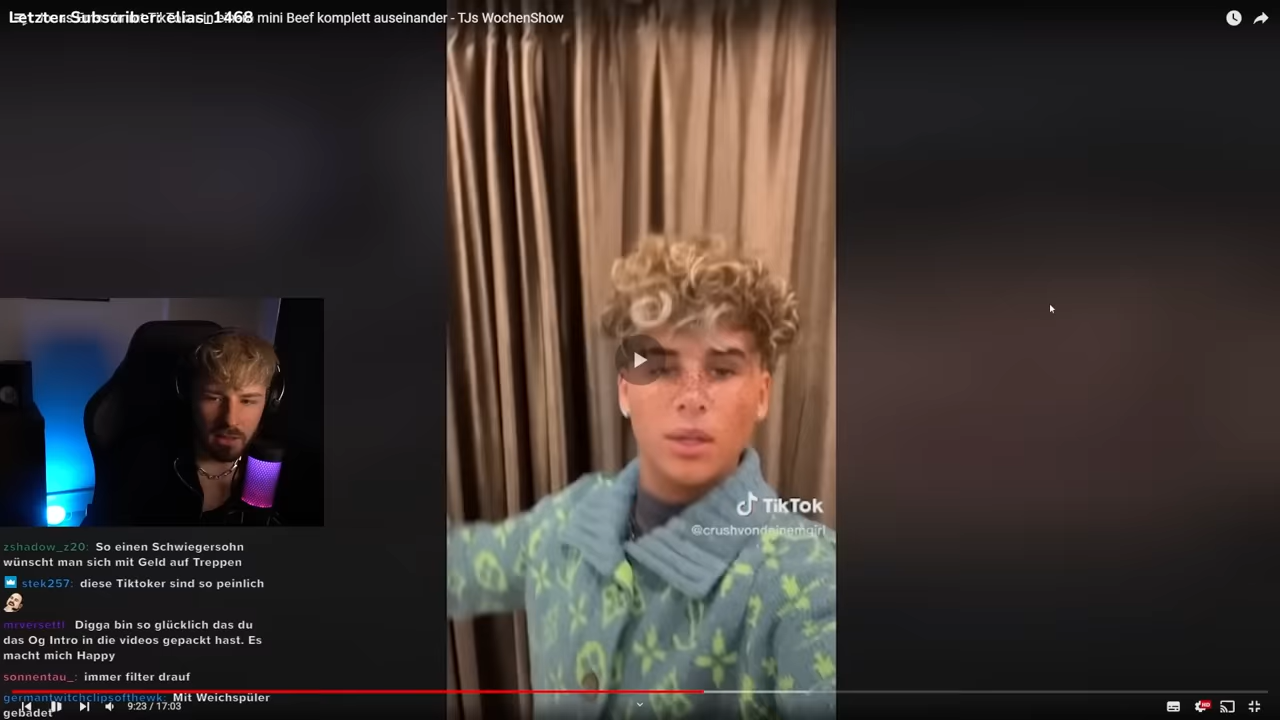 Letzter Subscriber: elias_1468
mini Beef komplett auseinander - TJs WochenShow
TikTok
@crushvondeinemgirl
zshadow_z20: So einen Schwiegersohn
wünscht man sich mit Geld auf Treppen
stek257: diese Tiktoker sind so peinlich
mrversettl Digga bin so glücklich das du
das Og Intro in die videos gepackt hast. Es
macht mich Happy
sonnentau_: immer filter drauf
germantwitchclipsofthewk: Mit Weichspüler
gebadet
9:23 / 17:03
HD